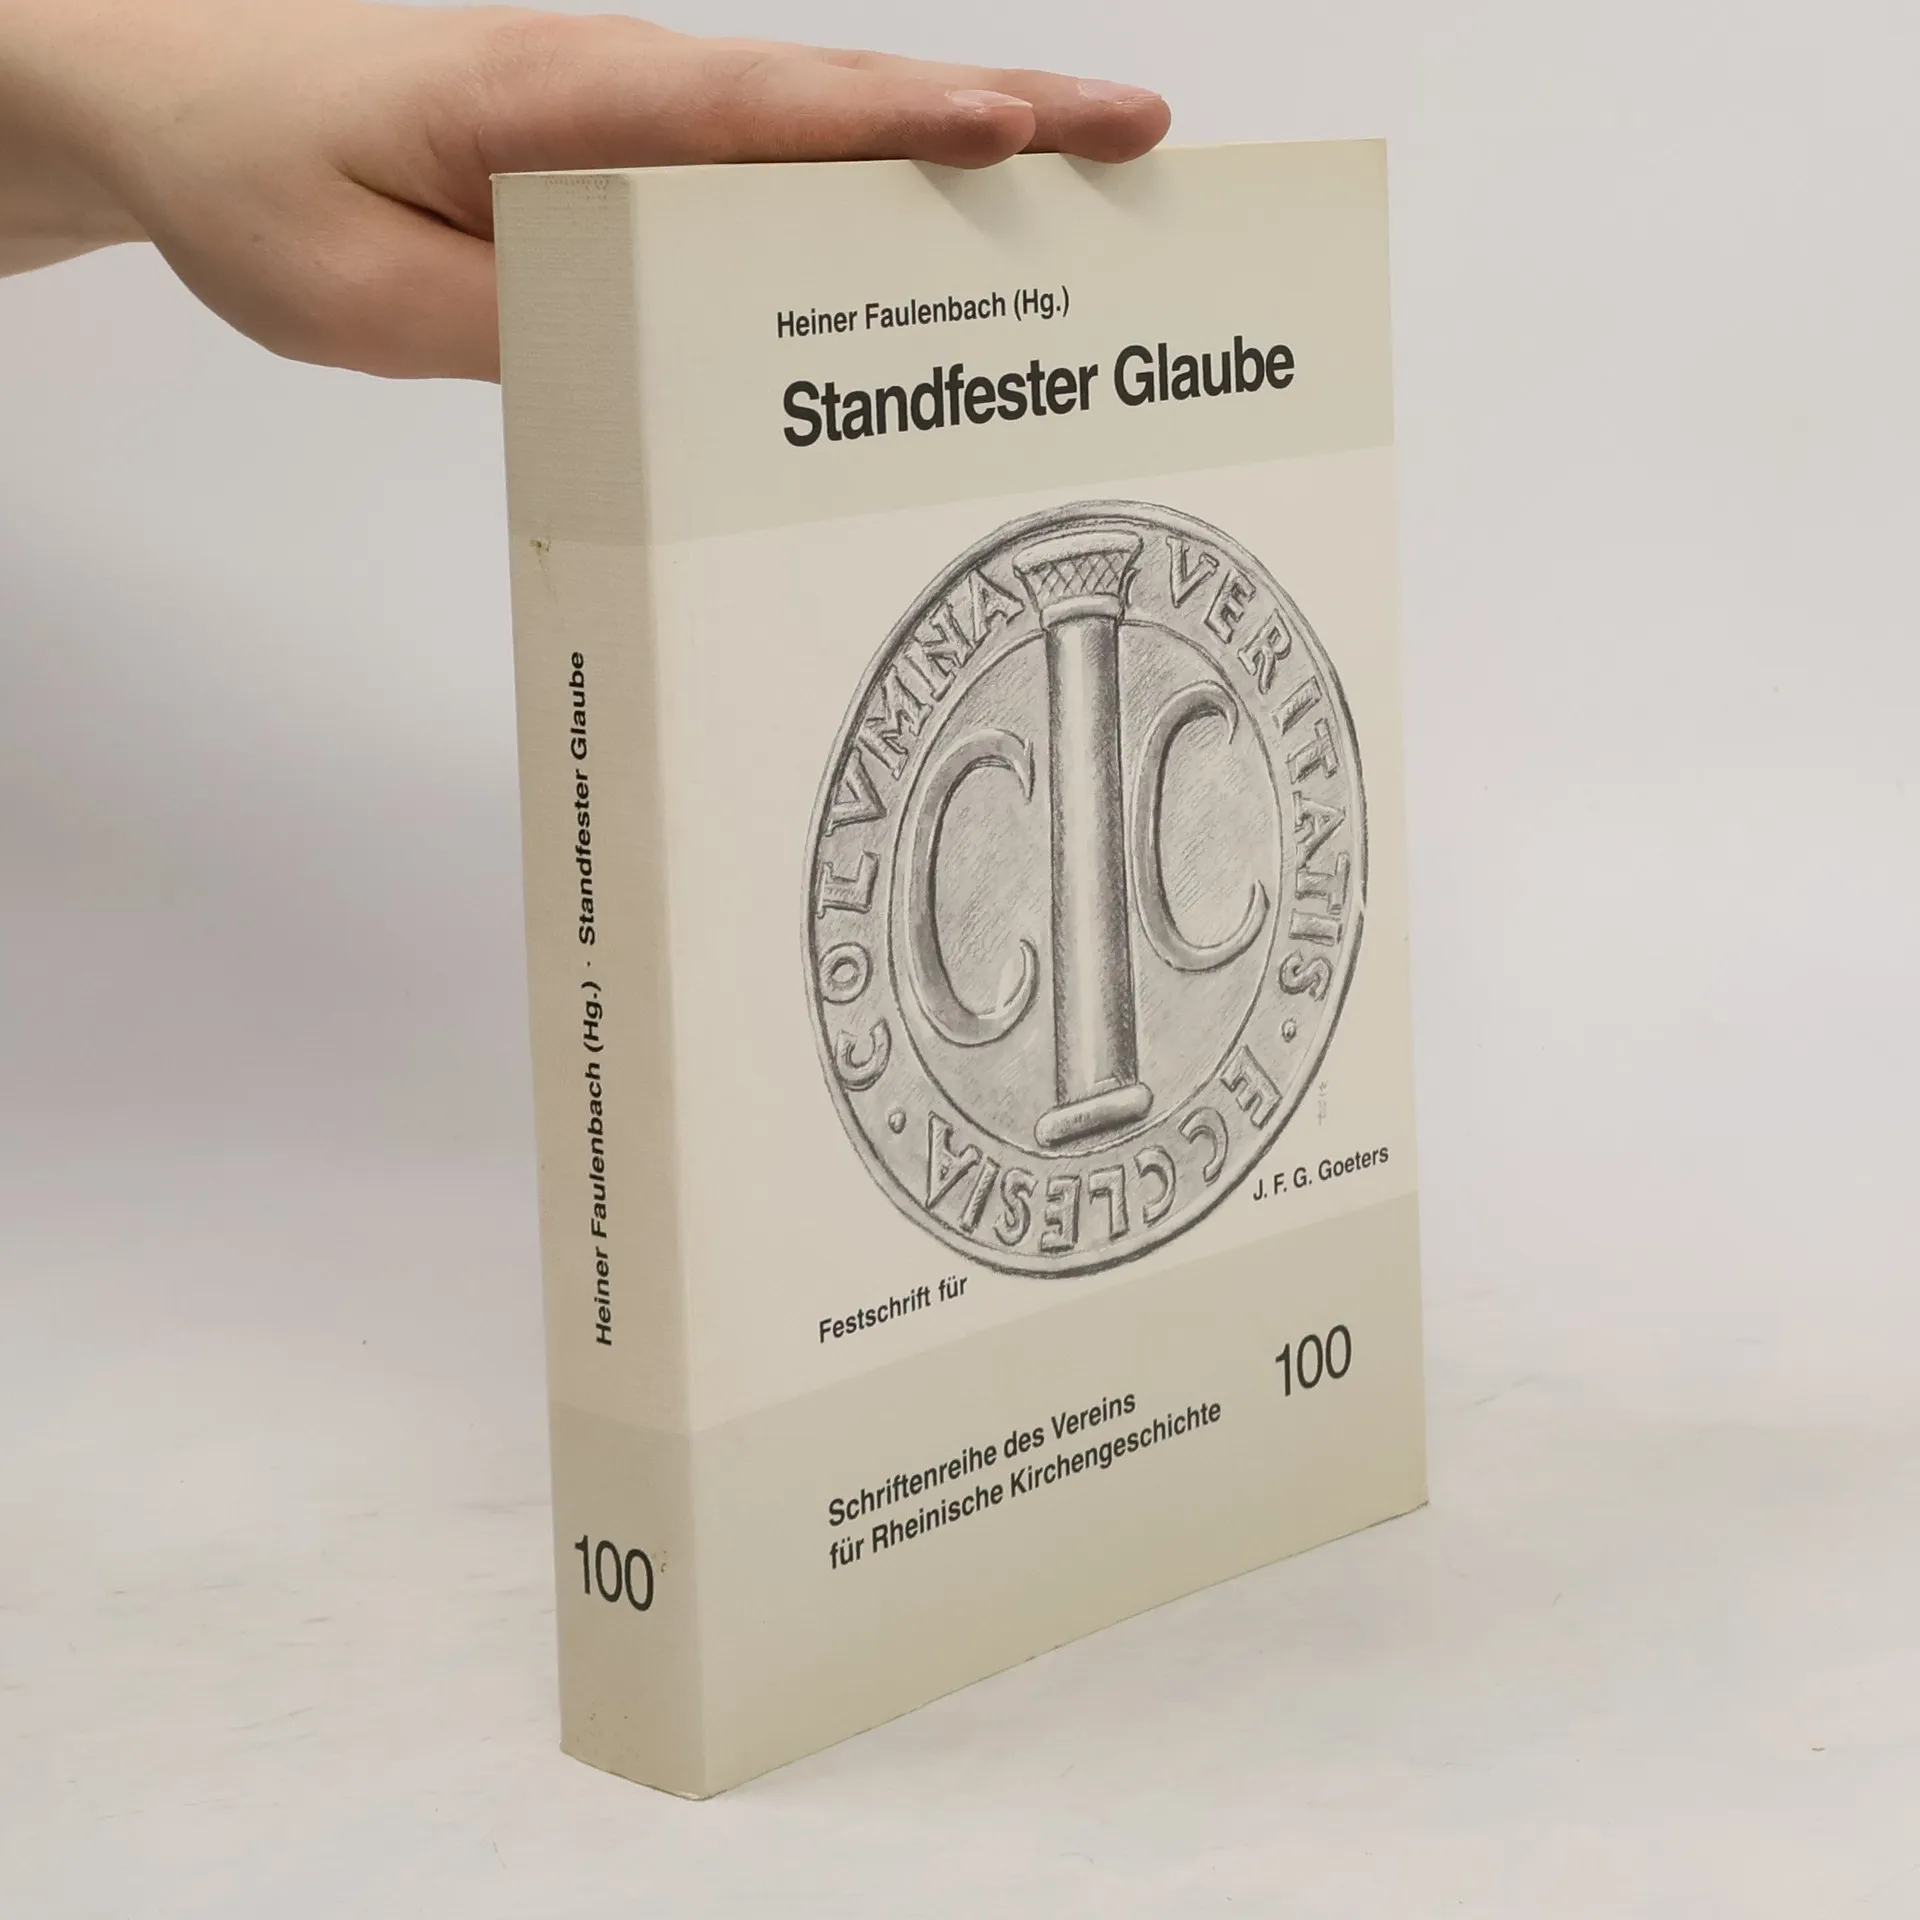 Heiner Faulenbach (Hg.)
Standfester Glaube
COLVMNA VERITATIS · ECCLESIA ·
C C
Festschrift für
J. F. G. Goeters
Schriftenreihe des Vereins
für Rheinische Kirchengeschichte
100
Heiner Faulenbach (Hg.) · Standfester Glaube
100